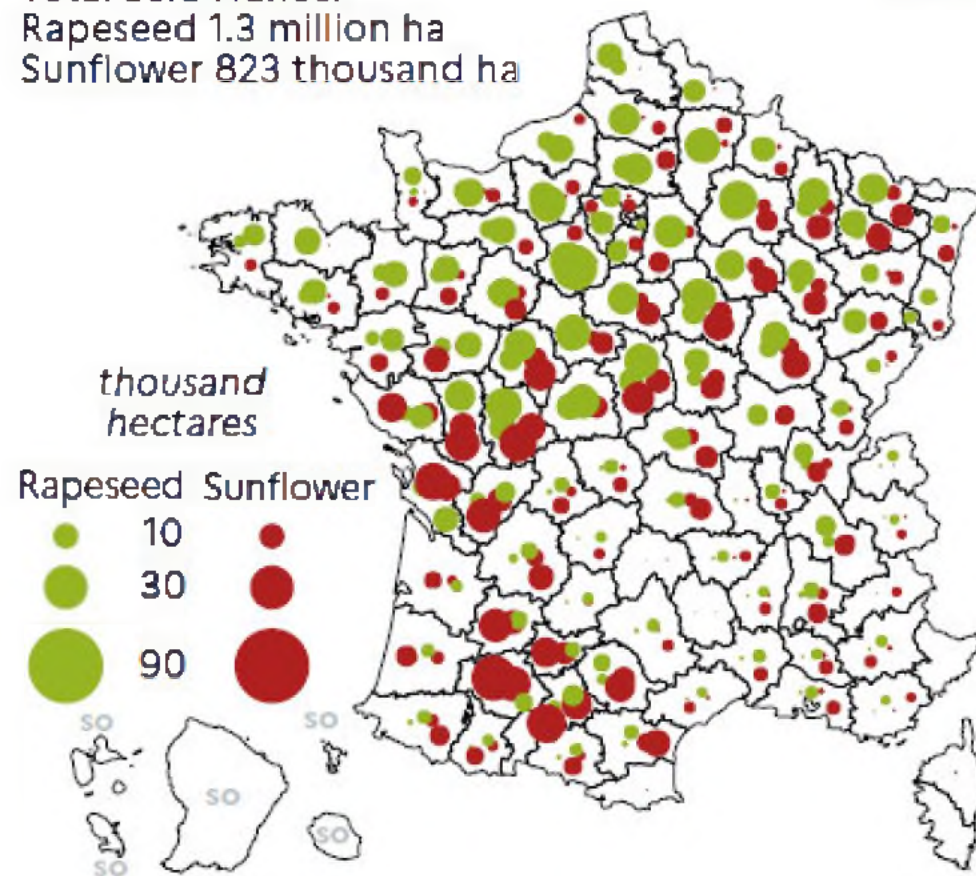 Rapeseed 1.3 million ha
Sunflower 823 thousand ha
thousand
hectares
Rapeseed Sunflower
10
30
90
so
so
so
so
so